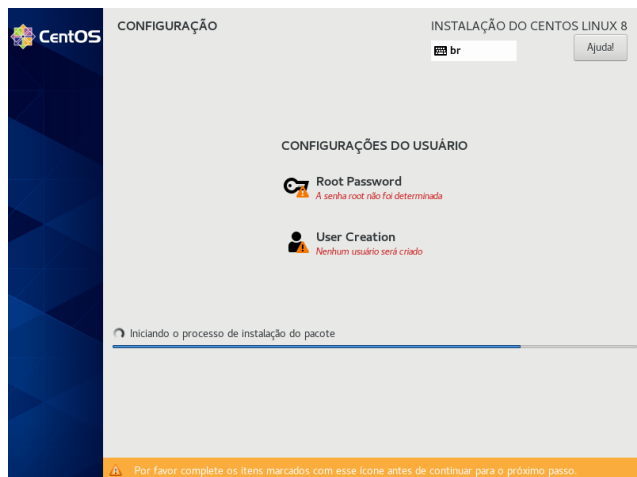 CentOS
CONFIGURAÇÃO
INSTALAÇÃO DO CENTOS LINUX 8
br
Ajuda!
CONFIGURAÇÕES DO USUÁRIO
Root Password
A senha root não foi determinada
User Creation
Nenhum usuário será criado
Iniciando o processo de instalação do pacote
Por favor complete os itens marcados com esse ícone antes de continuar para o próximo passo.